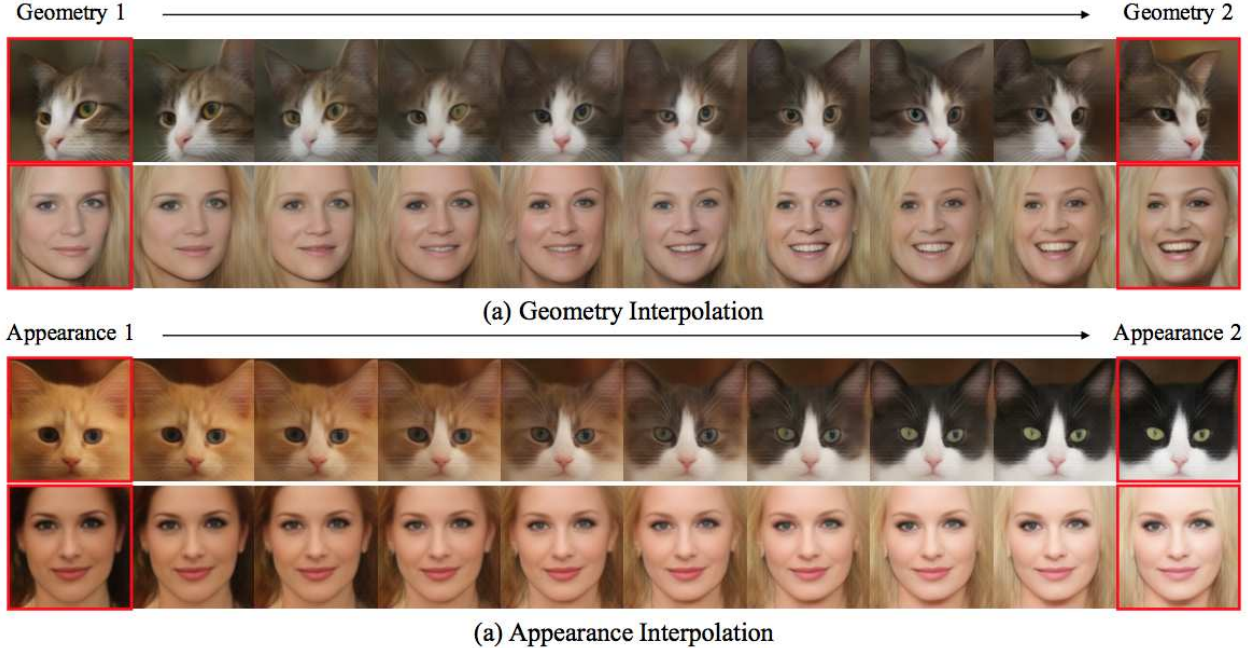 Geometry 1
Geometry 2
(a) Geometry Interpolation
Appearance 1
Appearance 2
(a) Appearance Interpolation